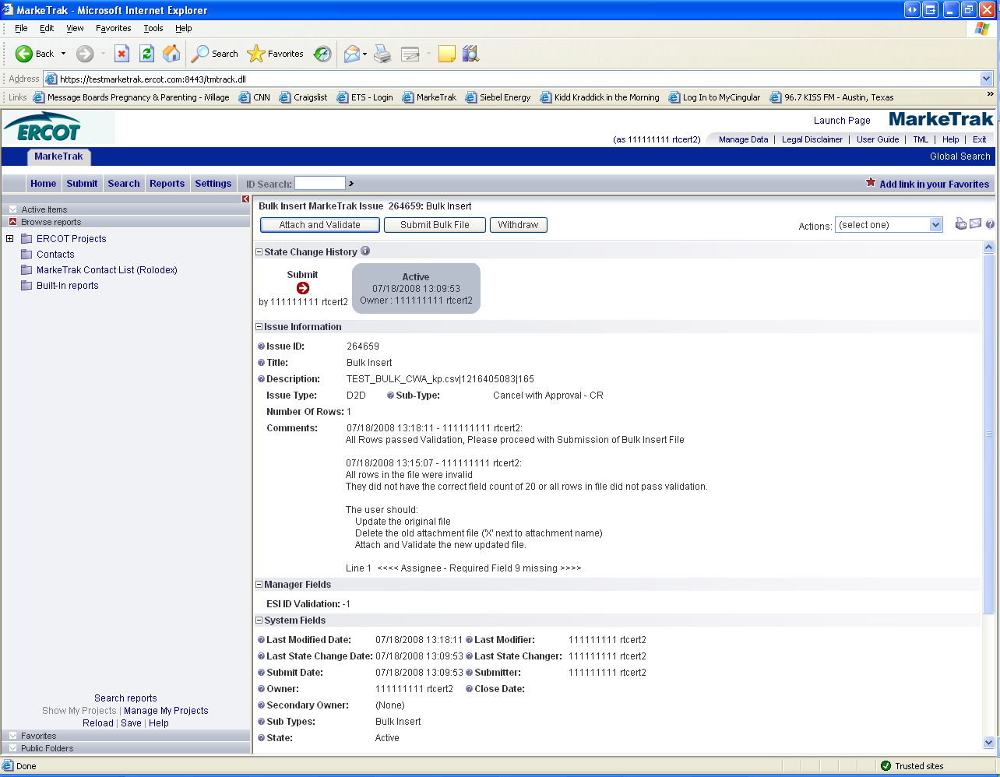 MarkeTrak - Microsoft Internet Explorer
File Edit View Favorites Tools Help
Back Search Favorites
Address https://testmarketrak.ercot.com:8443/tmtrack.dll
Links Message Boards Pregnancy & Parenting - iVillage CNN Craigslist ETS - Login MarkeTrak Siebel Energy Kidd Kraddick in the Morning Log In to MyCingular 96.7 KISS FM - Austin, Texas »
ERCOT Launch Page MarkeTrak
(as 111111111 rtcert2) Manage Data | Legal Disclaimer | User Guide | TML | Help | Exit
MarkeTrak Global Search
Home Submit Search Reports Settings ID Search: Add link in your Favorites
Active Items
Browse reports
ERCOT Projects
Contacts
MarkeTrak Contact List (Rolodex)
Built-In reports
Search reports
Show My Projects | Manage My Projects
Reload | Save | Help
Favorites
Public Folders
Bulk Insert MarkeTrak Issue 264659: Bulk Insert
Attach and Validate Submit Bulk File Withdraw Actions: (select one)
State Change History
Submit
by 111111111 rtcert2
Active
07/18/2008 13:09:53
Owner : 111111111 rtcert2
Issue Information
Issue ID: 264659
Title: Bulk Insert
Description: TEST_BULK_CWA_kp.csv|1216405083|165
Issue Type: D2D Sub-Type: Cancel with Approval - CR
Number Of Rows: 1
Comments: 07/18/2008 13:18:11 - 111111111 rtcert2:
All Rows passed Validation, Please proceed with Submission of Bulk Insert File
07/18/2008 13:15:07 - 111111111 rtcert2:
All rows in the file were invalid
They did not have the correct field count of 20 or all rows in file did not pass validation.
The user should:
Update the original file
Delete the old attachment file ('X' next to attachment name)
Attach and Validate the new updated file.
Line 1 <<<< Assignee - Required Field 9 missing >>>>
Manager Fields
ESI ID Validation: -1
System Fields
Last Modified Date: 07/18/2008 13:18:11 Last Modifier: 111111111 rtcert2
Last State Change Date: 07/18/2008 13:09:53 Last State Changer: 111111111 rtcert2
Submit Date: 07/18/2008 13:09:53 Submitter: 111111111 rtcert2
Owner: 111111111 rtcert2 Close Date:
Secondary Owner: (None)
Sub Types: Bulk Insert
State: Active
Done Trusted sites